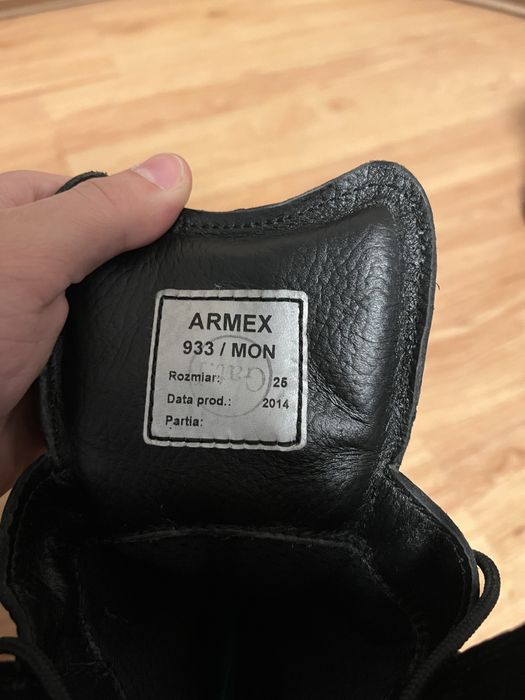 ARMEX
933 / MON
Rozmiar: 25
Data prod.: 2014
Partia: